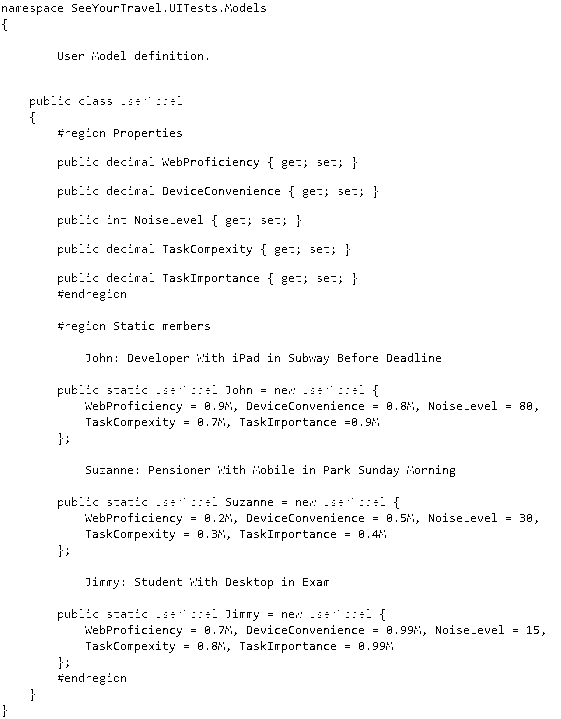 namespace SeeYourTravel.UITests.Models
{
User Model definition.
public class UserModel
{
#region Properties
public decimal WebProficiency { get; set; }
public decimal DeviceConvenience { get; set; }
public int NoiseLevel { get; set; }
public decimal TaskCompexity { get; set; }
public decimal TaskImportance { get; set; }
#endregion
#region Static members
John: Developer With iPad in Subway Before Deadline
public static UserModel John = new UserModel {
WebProficiency = 0.9M, DeviceConvenience = 0.8M, NoiseLevel = 80,
TaskCompexity = 0.7M, TaskImportance =0.9M
};
Suzanne: Pensioner With Mobile in Park Sunday Morning
public static UserModel Suzanne = new UserModel {
WebProficiency = 0.2M, DeviceConvenience = 0.5M, NoiseLevel = 30,
TaskCompexity = 0.3M, TaskImportance = 0.4M
};
Jimmy: Student With Desktop in Exam
public static UserModel Jimmy = new UserModel {
WebProficiency = 0.7M, DeviceConvenience = 0.99M, NoiseLevel = 15,
TaskCompexity = 0.8M, TaskImportance = 0.99M
};
#endregion
}
}